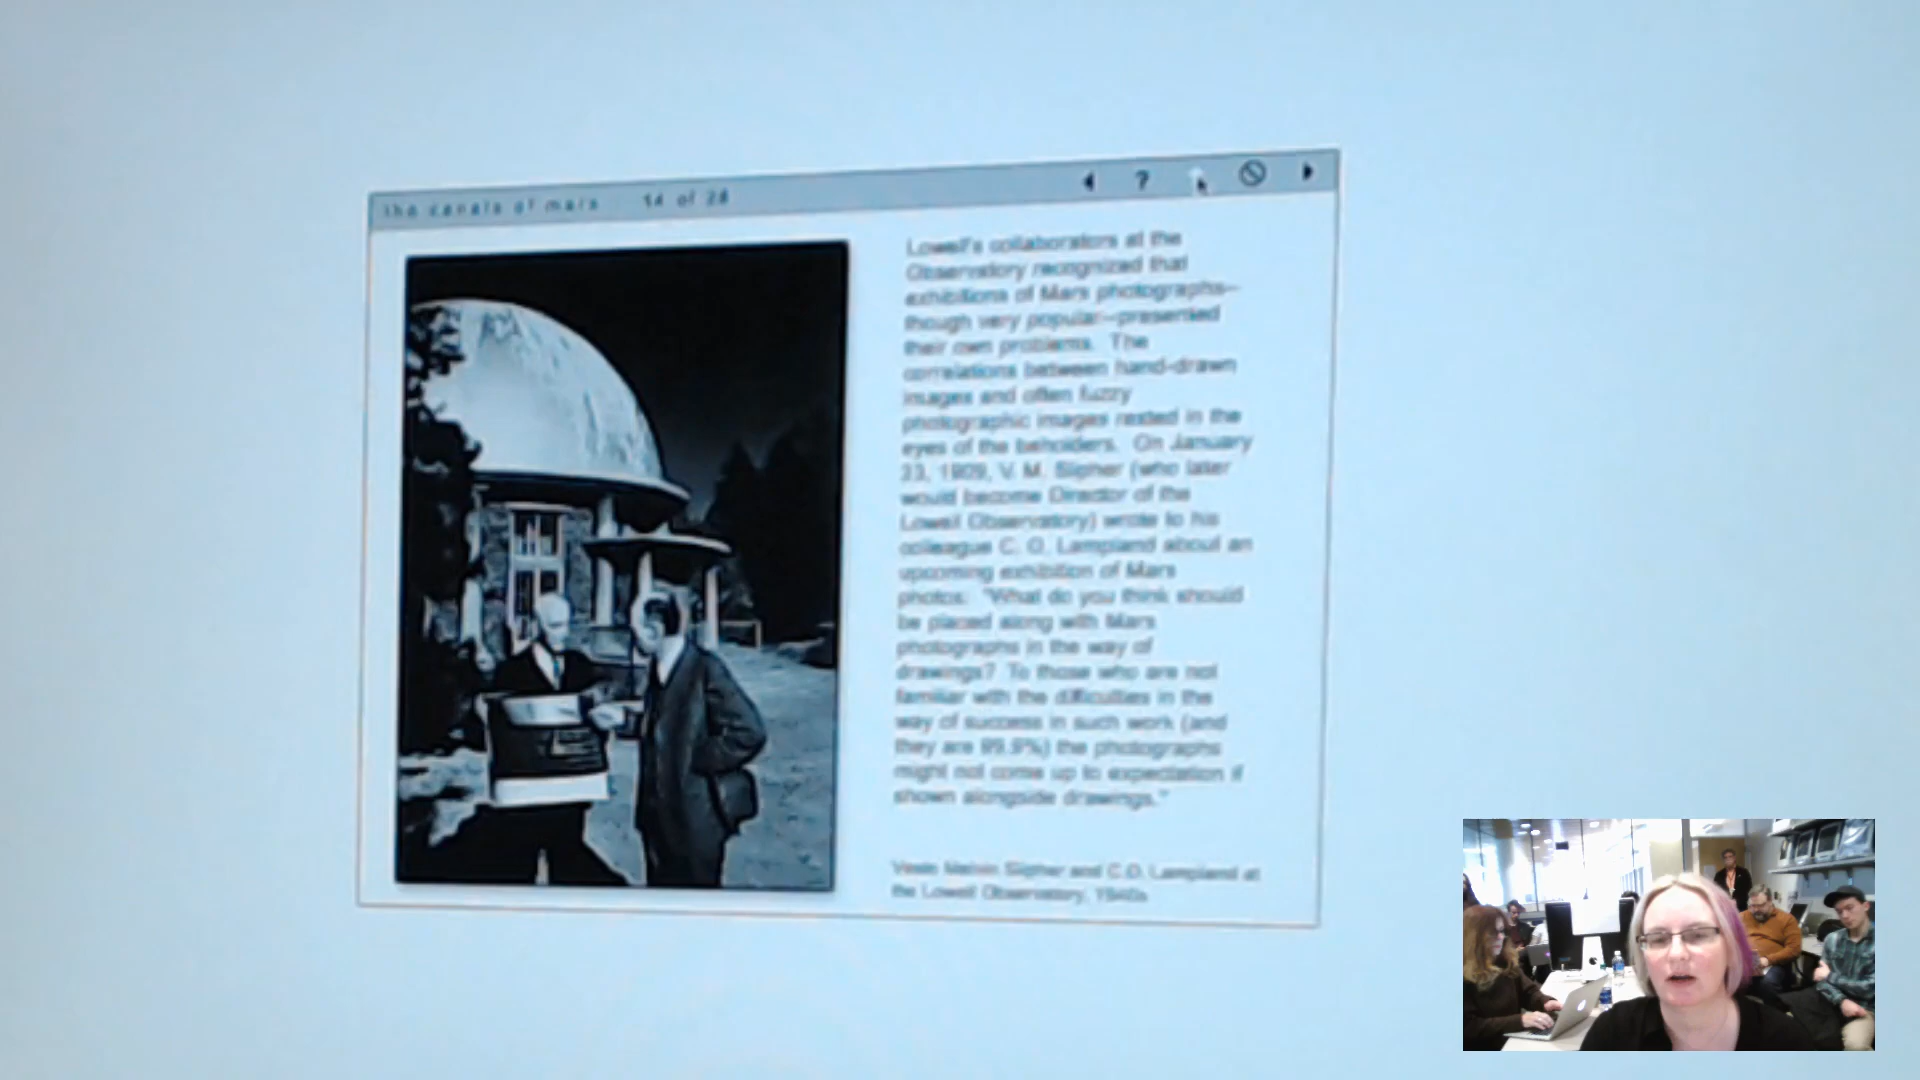 the canals of mars 14 of 28
?
Lowell's collaborators at the
Observatory recognized that
exhibitions of Mars photographs--
though very popular--presented
their own problems. The
correlations between hand-drawn
images and often fuzzy
photographic images rested in the
eyes of the beholders. On January
23, 1909, V. M. Slipher (who later
would become Director of the
Lowell Observatory) wrote to his
colleague C. O. Lampland about an
upcoming exhibition of Mars
photos: "What do you think should
be placed along with Mars
photographs in the way of
drawings? To those who are not
familiar with the difficulties in the
way of success in such work (and
they are 99.9%) the photographs
might not come up to expectation if
shown alongside drawings."
Vesto Melvin Slipher and C.O. Lampland at
the Lowell Observatory, 1940s